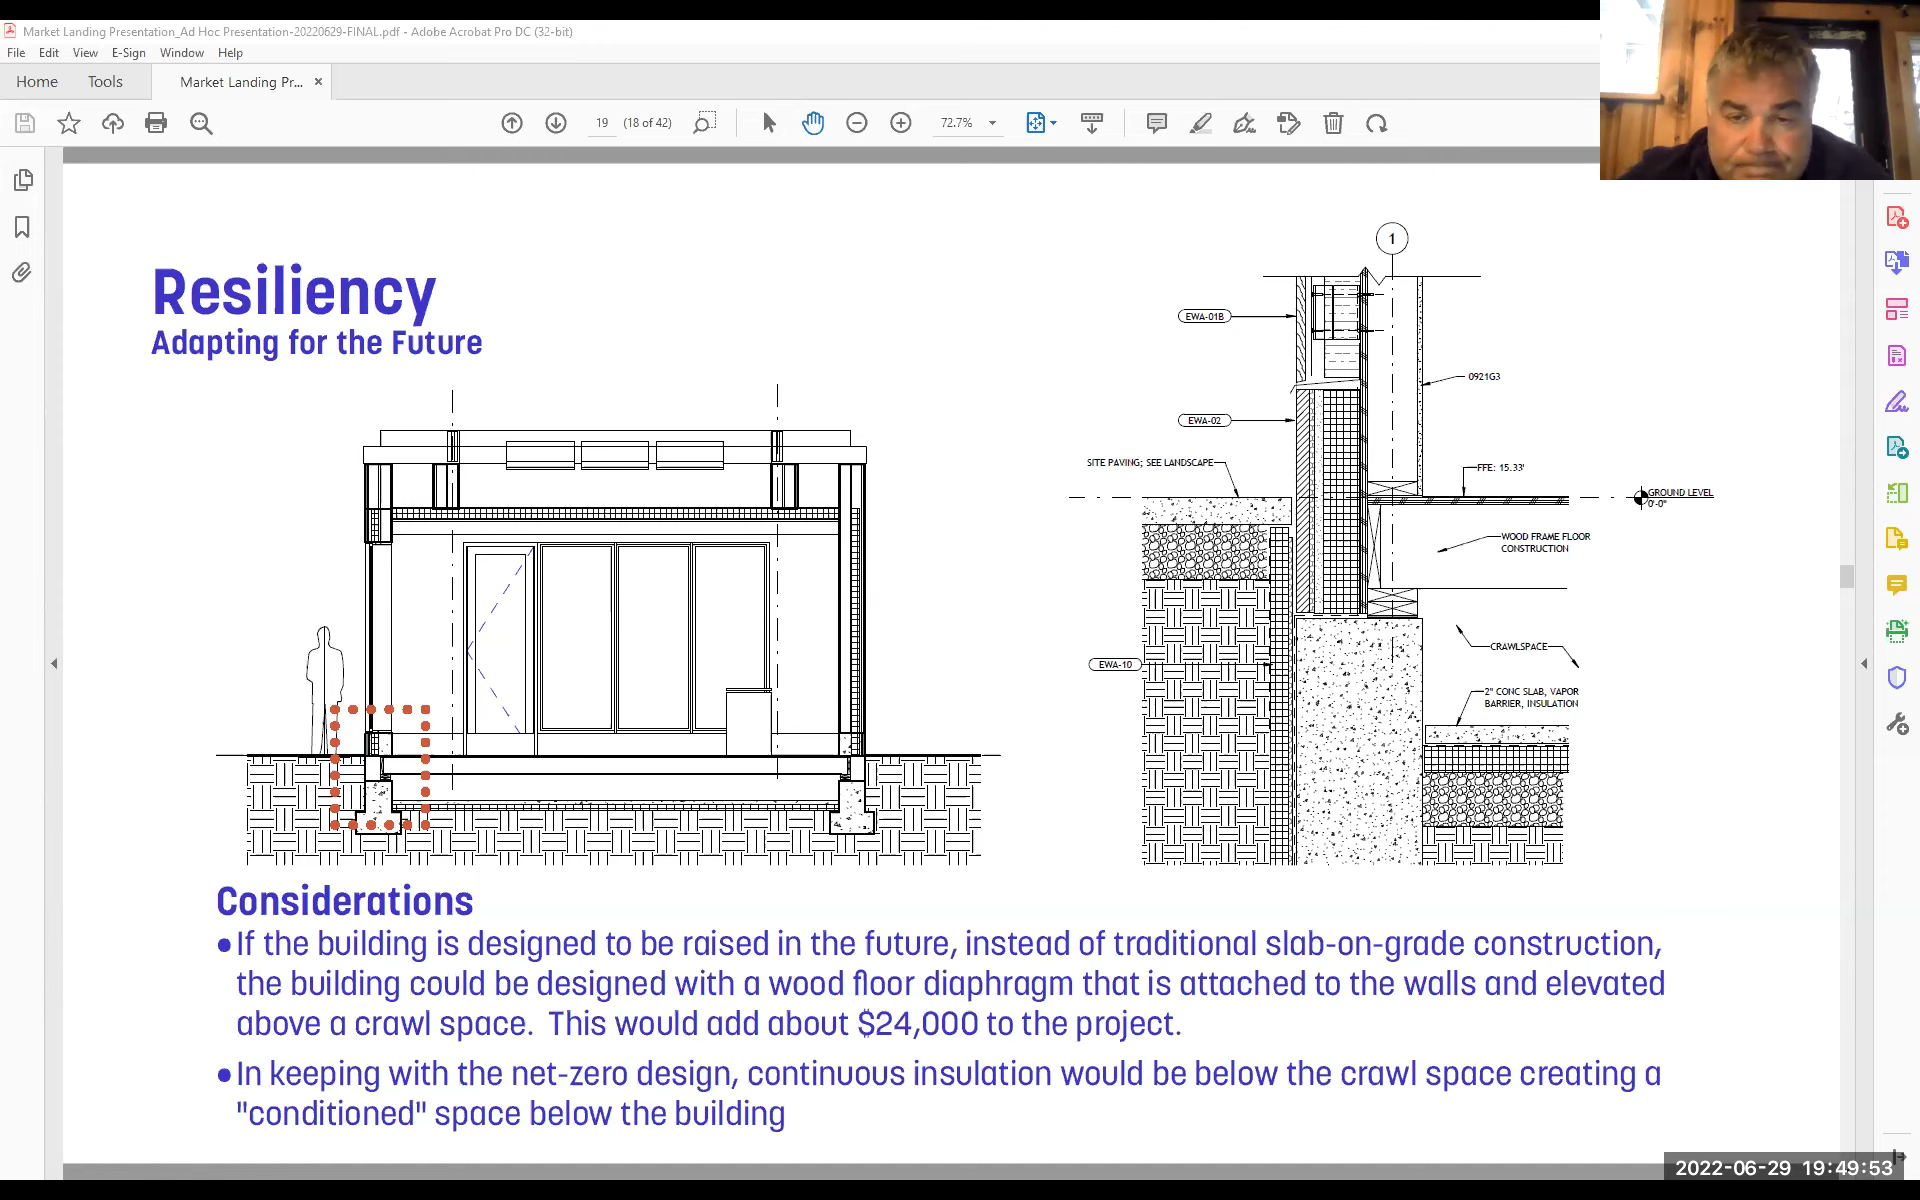 Market Landing Presentation_Ad Hoc Presentation-20220629-FINAL.pdf - Adobe Acrobat Pro DC (32-bit)
File Edit View E-Sign Window Help
Home Tools Market Landing Pr... ×
19 (18 of 42) 72.7%
Resiliency
Adapting for the Future
1
EWA-01B
0921G3
EWA-02
SITE PAVING; SEE LANDSCAPE
FFE: 15.33'
GROUND LEVEL
0'-0"
WOOD FRAME FLOOR
CONSTRUCTION
CRAWLSPACE
EWA-10
2" CONC SLAB, VAPOR
BARRIER, INSULATION
Considerations
•If the building is designed to be raised in the future, instead of traditional slab-on-grade construction,
the building could be designed with a wood floor diaphragm that is attached to the walls and elevated
above a crawl space. This would add about $24,000 to the project.
•In keeping with the net-zero design, continuous insulation would be below the crawl space creating a
"conditioned" space below the building
2022-06-29 19:49:53